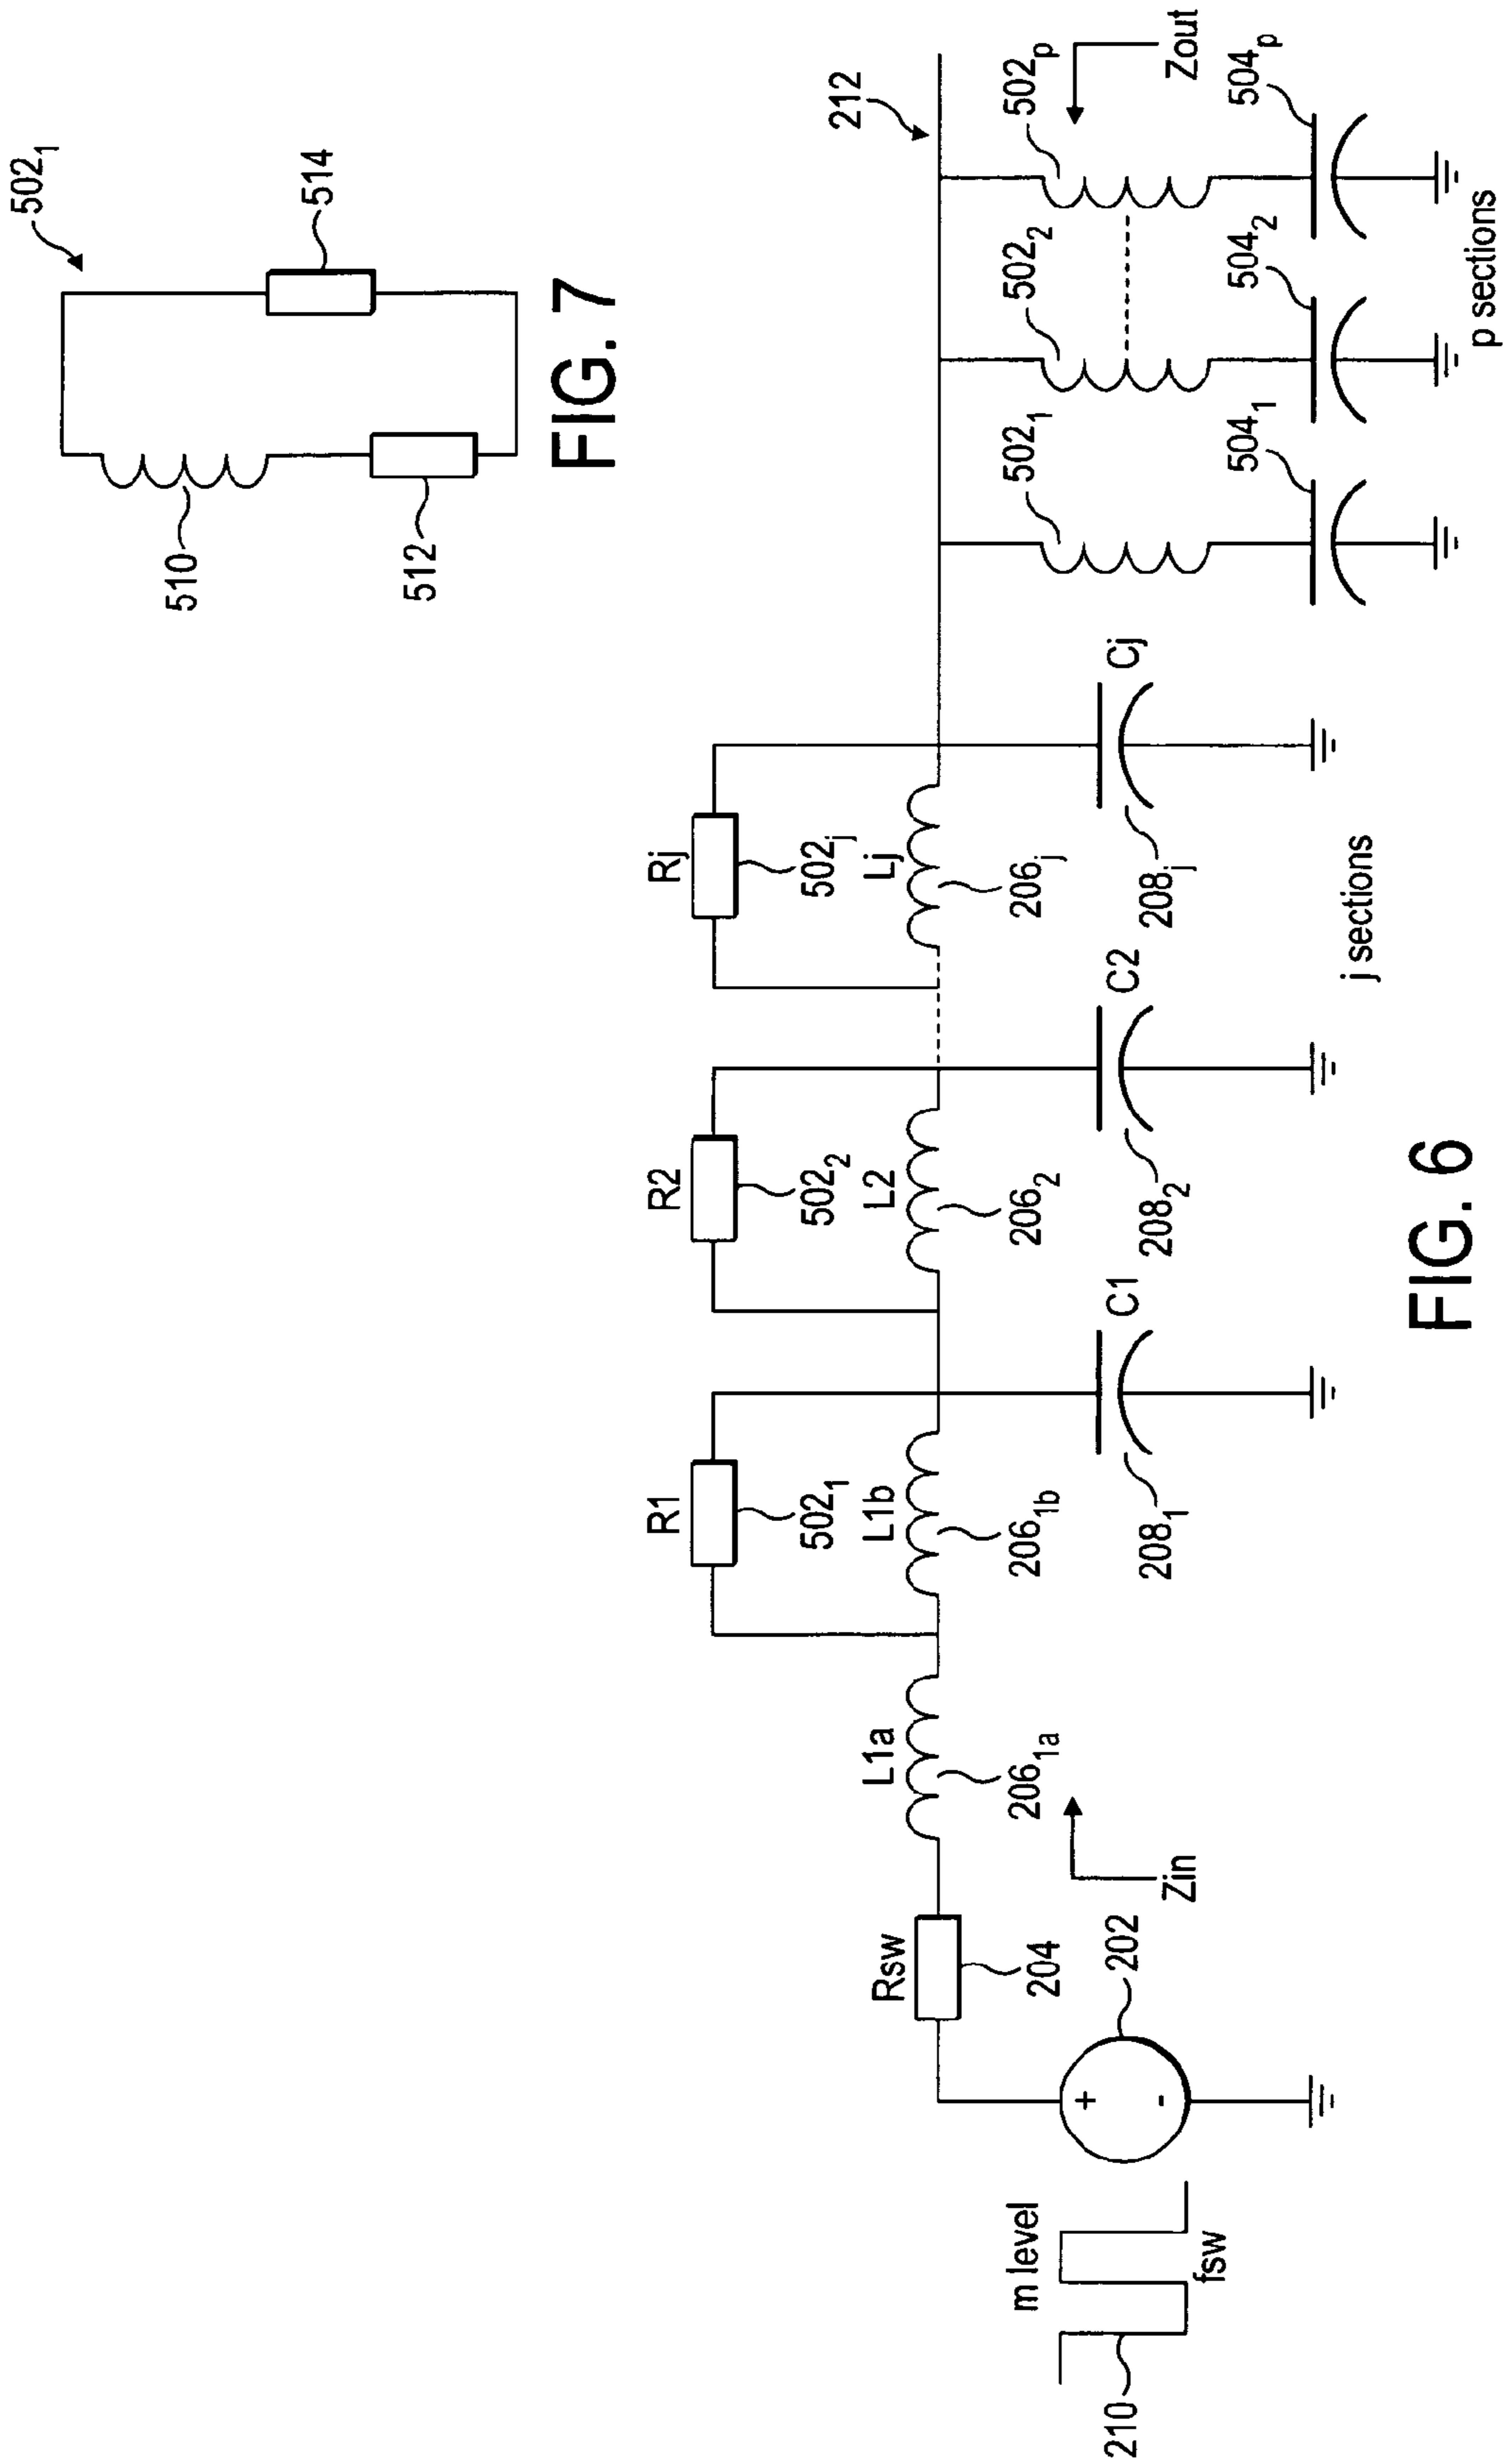 502₁
514
510
512
FIG. 7
212
502ₚ
Zout
504ₚ
502₂
504₂
p sections
502₁
504₁
Rj
502ⱼ
Lj
206ⱼ
Cj
208ⱼ
j sections
R2
502₂
L2
206₂
C2
208₂
R1
502₁
L1b
206₁b
C1
208₁
L1a
206₁a
Zin
Rsw
204
202
+
-
m level
fsw
210
FIG. 6